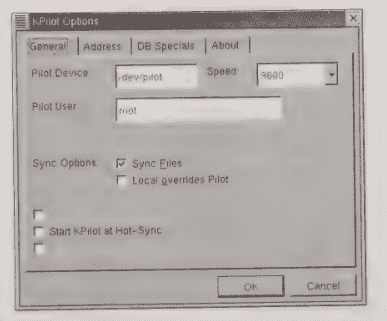 KPilot Options
General Address DB Specials About
Pilot Device /dev/pilot Speed: 9600
Pilot User root
Sync Options: Sync Files
Local overrides Pilot
Start KPilot at Hot-Sync
OK Cancel